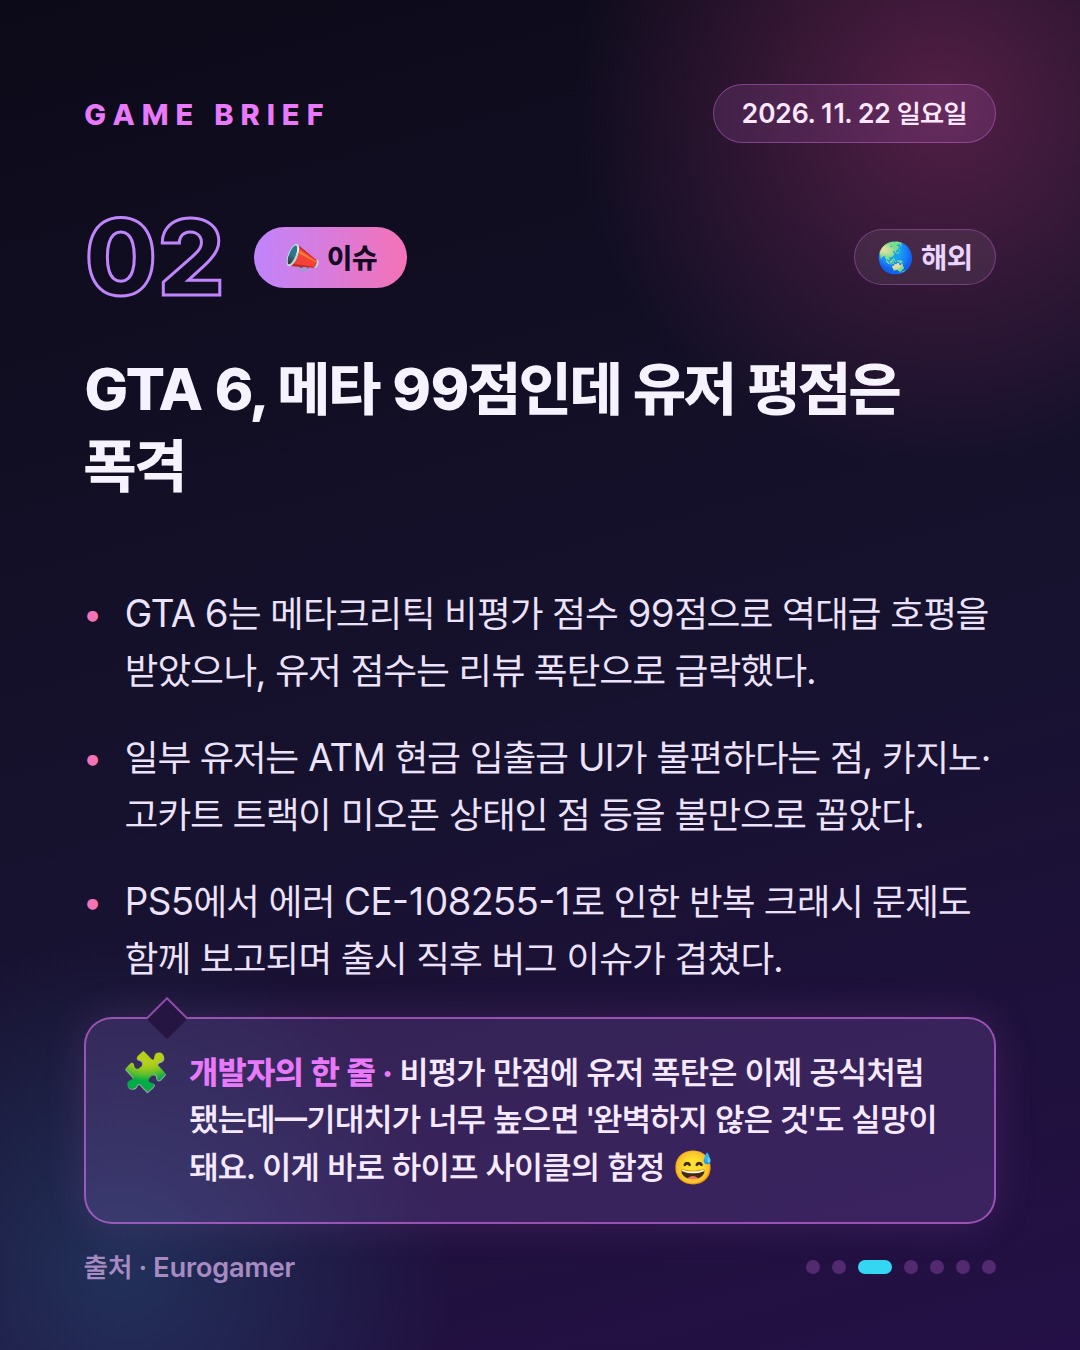 GAME BRIEF
2026. 11. 22 일요일
02
이슈
해외
GTA 6, 메타 99점인데 유저 평점은
폭격
• GTA 6는 메타크리틱 비평가 점수 99점으로 역대급 호평을
받았으나, 유저 점수는 리뷰 폭탄으로 급락했다.
• 일부 유저는 ATM 현금 입출금 UI가 불편하다는 점, 카지노·
고카트 트랙이 미오픈 상태인 점 등을 불만으로 꼽았다.
• PS5에서 에러 CE-108255-1로 인한 반복 크래시 문제도
함께 보고되며 출시 직후 버그 이슈가 겹쳤다.
개발자의 한 줄 · 비평가 만점에 유저 폭탄은 이제 공식처럼
됐는데—기대치가 너무 높으면 '완벽하지 않은 것'도 실망이
돼요. 이게 바로 하이프 사이클의 함정 😅
출처 · Eurogamer